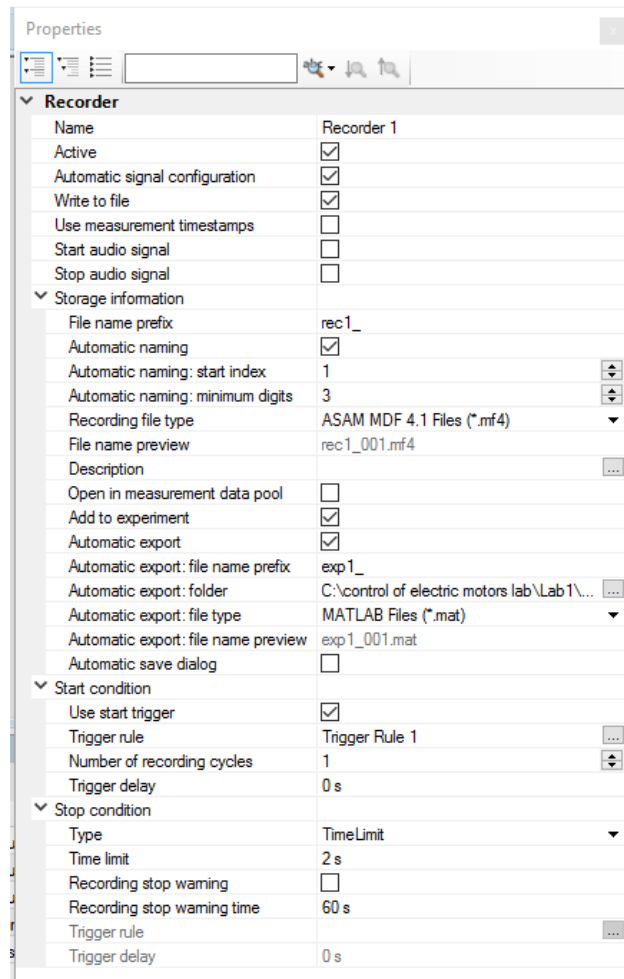 Properties
Recorder
Name Recorder 1
Active
Automatic signal configuration
Write to file
Use measurement timestamps
Start audio signal
Stop audio signal
Storage information
File name prefix rec1_
Automatic naming
Automatic naming: start index 1
Automatic naming: minimum digits 3
Recording file type ASAM MDF 4.1 Files (*.mf4)
File name preview rec1_001.mf4
Description ...
Open in measurement data pool
Add to experiment
Automatic export
Automatic export: file name prefix exp1_
Automatic export: folder C:\control of electric motors lab\Lab1\... ...
Automatic export: file type MATLAB Files (*.mat)
Automatic export: file name preview exp1_001.mat
Automatic save dialog
Start condition
Use start trigger
Trigger rule Trigger Rule 1 ...
Number of recording cycles 1
Trigger delay 0 s
Stop condition
Type TimeLimit
Time limit 2 s
Recording stop warning
Recording stop warning time 60 s
Trigger rule ...
Trigger delay 0 s